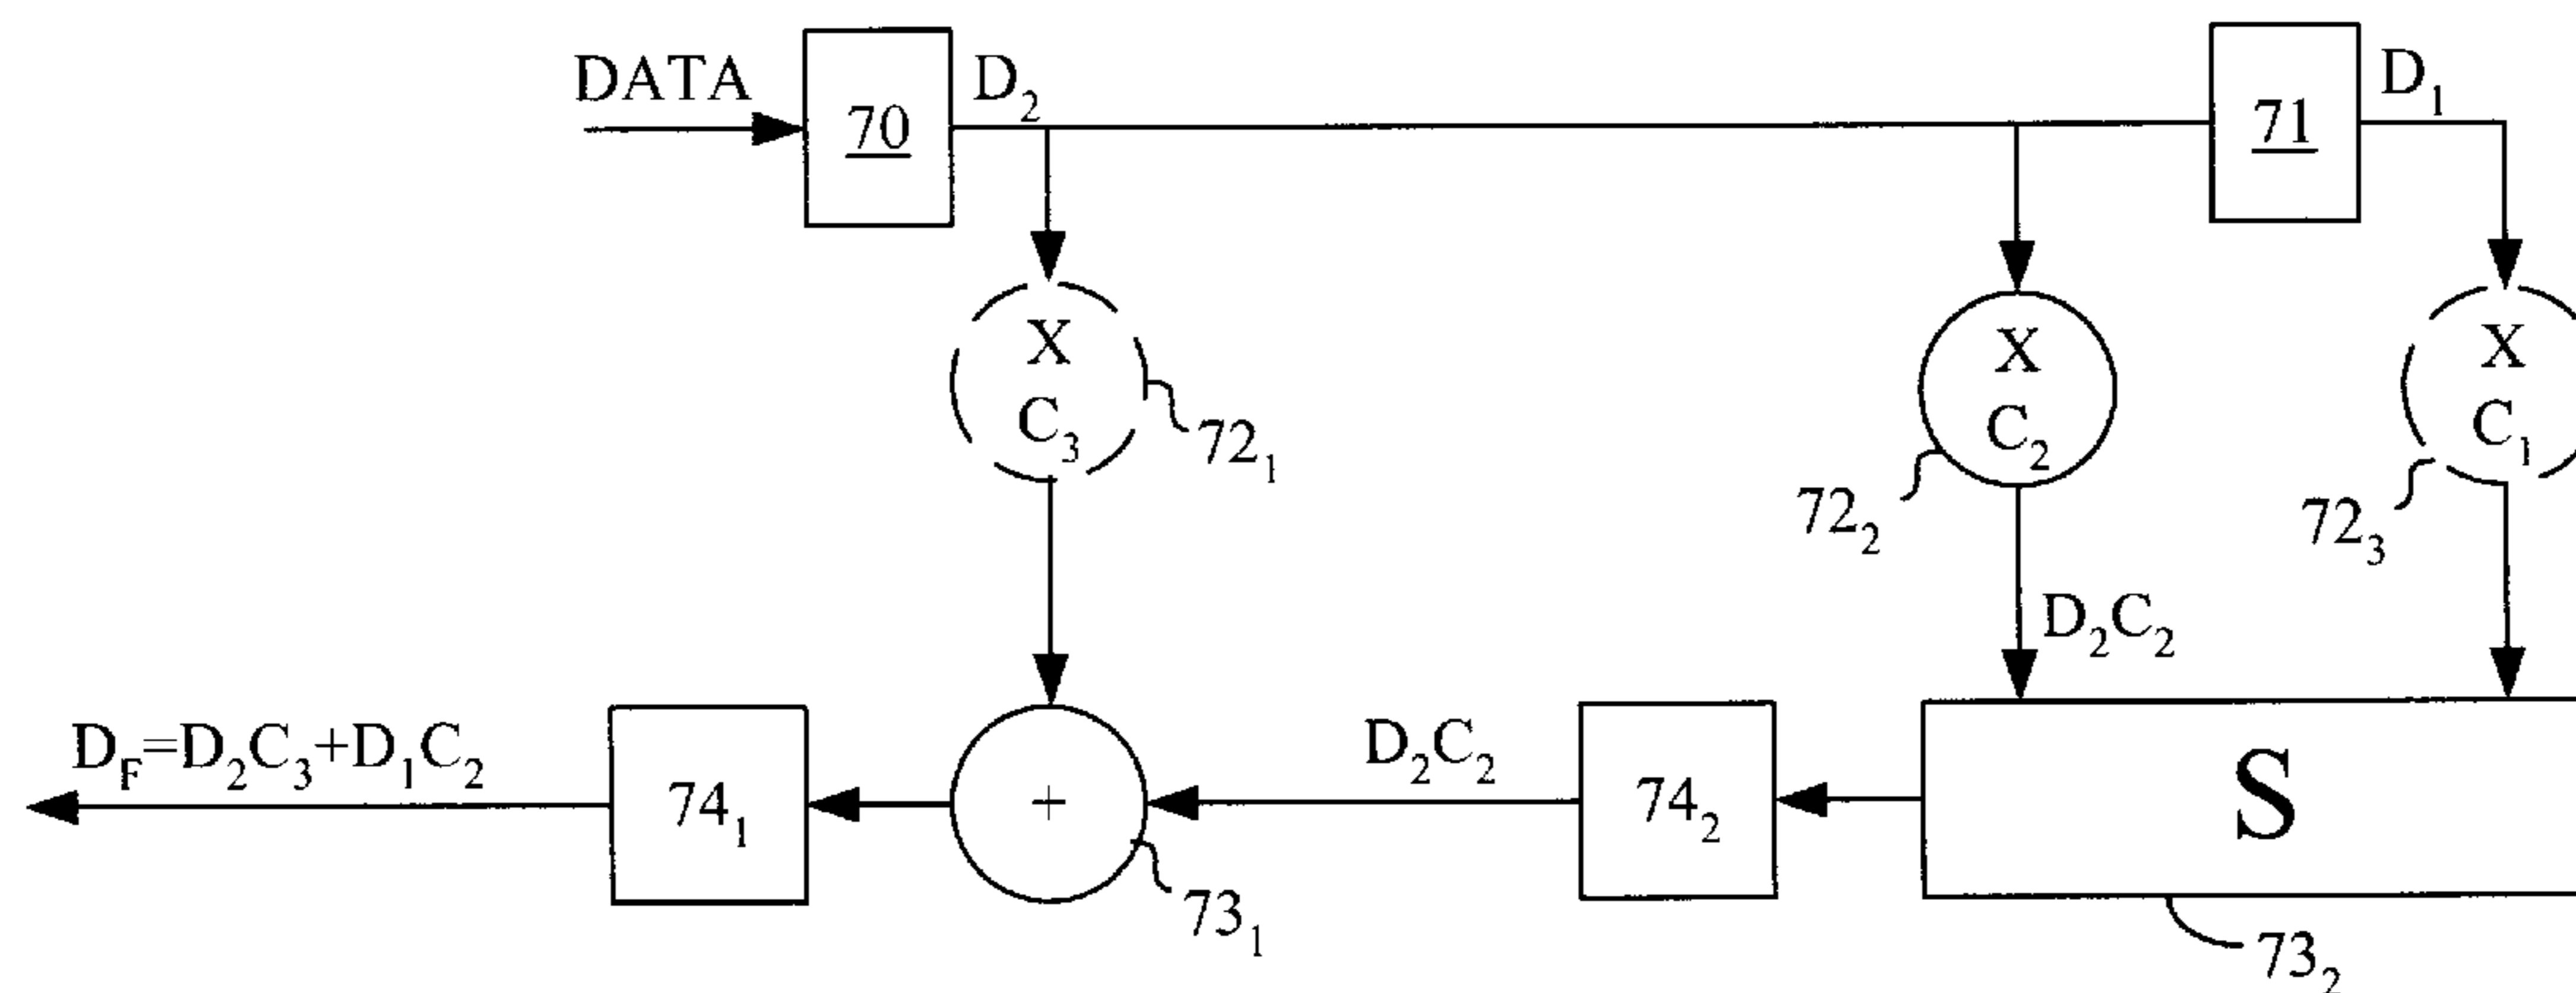 DATA
70
D₂
71
D₁
X
C₃
72₁
X
C₂
72₂
X
C₁
72₃
D₂C₂
D_F=D₂C₃+D₁C₂
74₁
+
73₁
D₂C₂
74₂
S
73₂